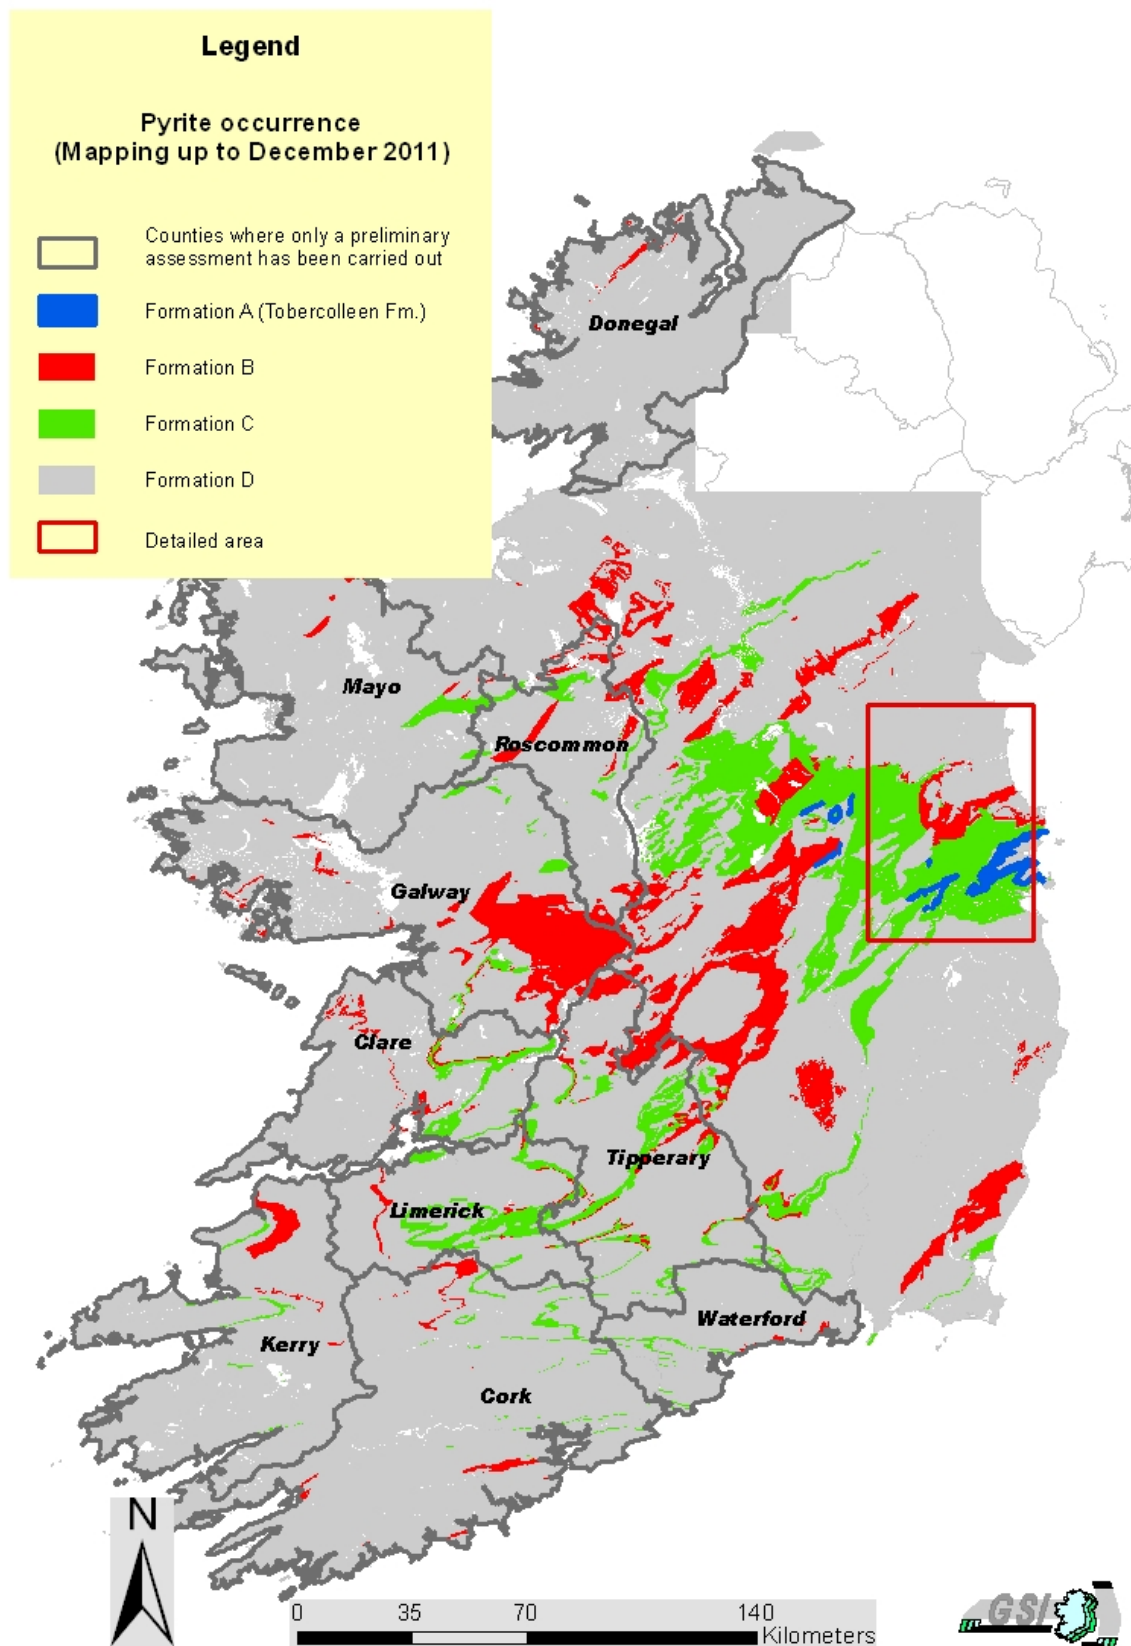 Legend
Pyrite occurrence
(Mapping up to December 2011)
Counties where only a preliminary
assessment has been carried out
Formation A (Tobercolleen Fm.)
Formation B
Formation C
Formation D
Detailed area
Donegal
Mayo
Roscommon
Galway
Clare
Tipperary
Limerick
Waterford
Kerry
Cork
N
0 35 70 140
Kilometers
GSI